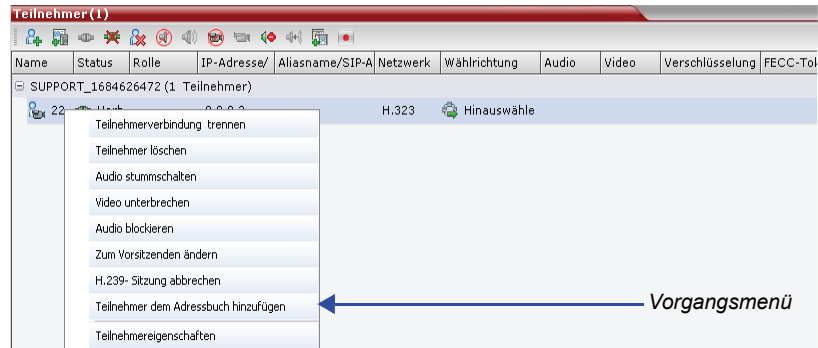 Teilnehmer(1)
Name Status Rolle IP-Adresse/ Aliasname/SIP-A Netzwerk Wählrichtung Audio Video Verschlüsselung FECC-Tok
SUPPORT_1684626472 (1 Teilnehmer)
22 H.323 Hinauswähle
Teilnehmerverbindung trennen
Teilnehmer löschen
Audio stummschalten
Video unterbrechen
Audio blockieren
Zum Vorsitzenden ändern
H.239- Sitzung abbrechen
Teilnehmer dem Adressbuch hinzufügen
Vorgangsmenü
Teilnehmereigenschaften